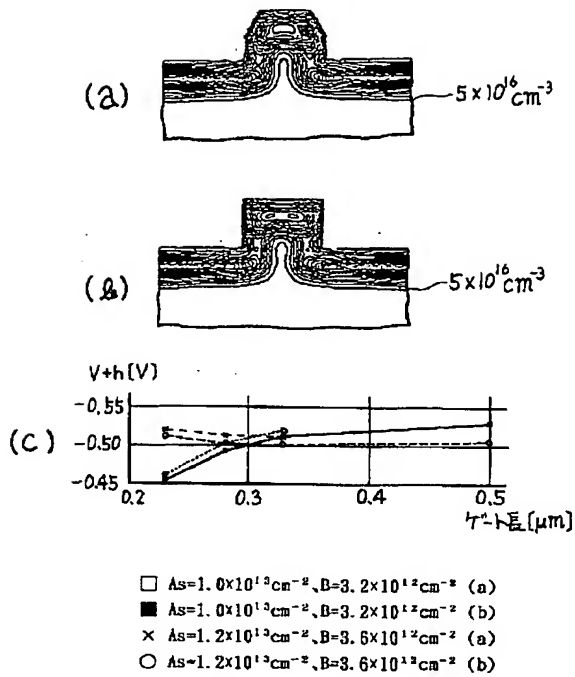 (a)
5×10¹⁶cm⁻³
(b)
5×10¹⁶cm⁻³
(c)
V+h[V]
-0.55
-0.50
-0.45
0.2
0.3
0.4
0.5
ゲート長[μm]
□ As=1.0×10¹³cm⁻²、B=3.2×10¹²cm⁻² (a)
■ As=1.0×10¹³cm⁻²、B=3.2×10¹²cm⁻² (b)
× As=1.2×10¹³cm⁻²、B=3.6×10¹²cm⁻² (a)
○ As=1.2×10¹³cm⁻²、B=3.6×10¹²cm⁻² (b)